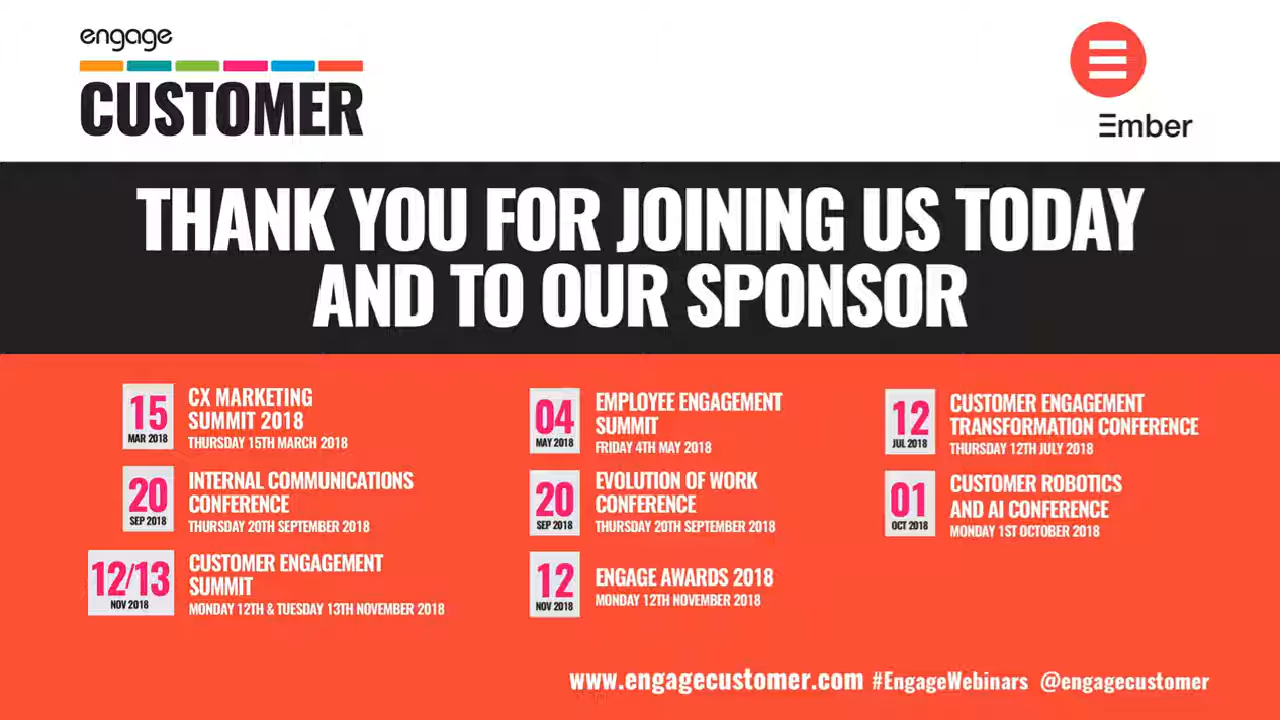 engage
CUSTOMER
Ember
THANK YOU FOR JOINING US TODAY
AND TO OUR SPONSOR
15
MAR 2018
CX MARKETING
SUMMIT 2018
THURSDAY 15TH MARCH 2018
04
MAY 2018
EMPLOYEE ENGAGEMENT
SUMMIT
FRIDAY 4TH MAY 2018
12
JUL 2018
CUSTOMER ENGAGEMENT
TRANSFORMATION CONFERENCE
THURSDAY 12TH JULY 2018
20
SEP 2018
INTERNAL COMMUNICATIONS
CONFERENCE
THURSDAY 20TH SEPTEMBER 2018
20
SEP 2018
EVOLUTION OF WORK
CONFERENCE
THURSDAY 20TH SEPTEMBER 2018
01
OCT 2018
CUSTOMER ROBOTICS
AND AI CONFERENCE
MONDAY 1ST OCTOBER 2018
12/13
NOV 2018
CUSTOMER ENGAGEMENT
SUMMIT
MONDAY 12TH & TUESDAY 13TH NOVEMBER 2018
12
NOV 2018
ENGAGE AWARDS 2018
MONDAY 12TH NOVEMBER 2018
www.engagecustomer.com #EngageWebinars @engagecustomer